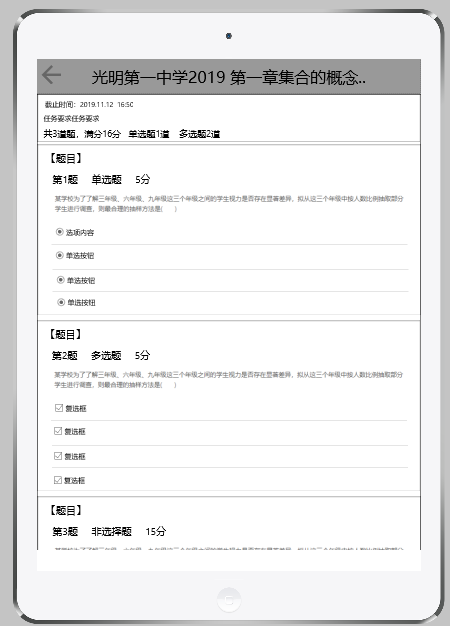 光明第一中学2019 第一章集合的概念..
截止时间：2019.11.12 16:50
任务要求任务要求
共3道题，满分16分 单选题1道 多选题2道
【题目】
第1题 单选题 5分
某学校为了了解三年级、六年级、九年级这三个年级之间的学生视力是否存在显著差异，拟从这三个年级中按人数比例抽取部分
学生进行调查，则最合理的抽样方法是( )
选项内容
单选按钮
单选按钮
单选按钮
【题目】
第2题 多选题 5分
某学校为了了解三年级、六年级、九年级这三个年级之间的学生视力是否存在显著差异，拟从这三个年级中按人数比例抽取部分
学生进行调查，则最合理的抽样方法是( )
复选框
复选框
复选框
复选框
【题目】
第3题 非选择题 15分